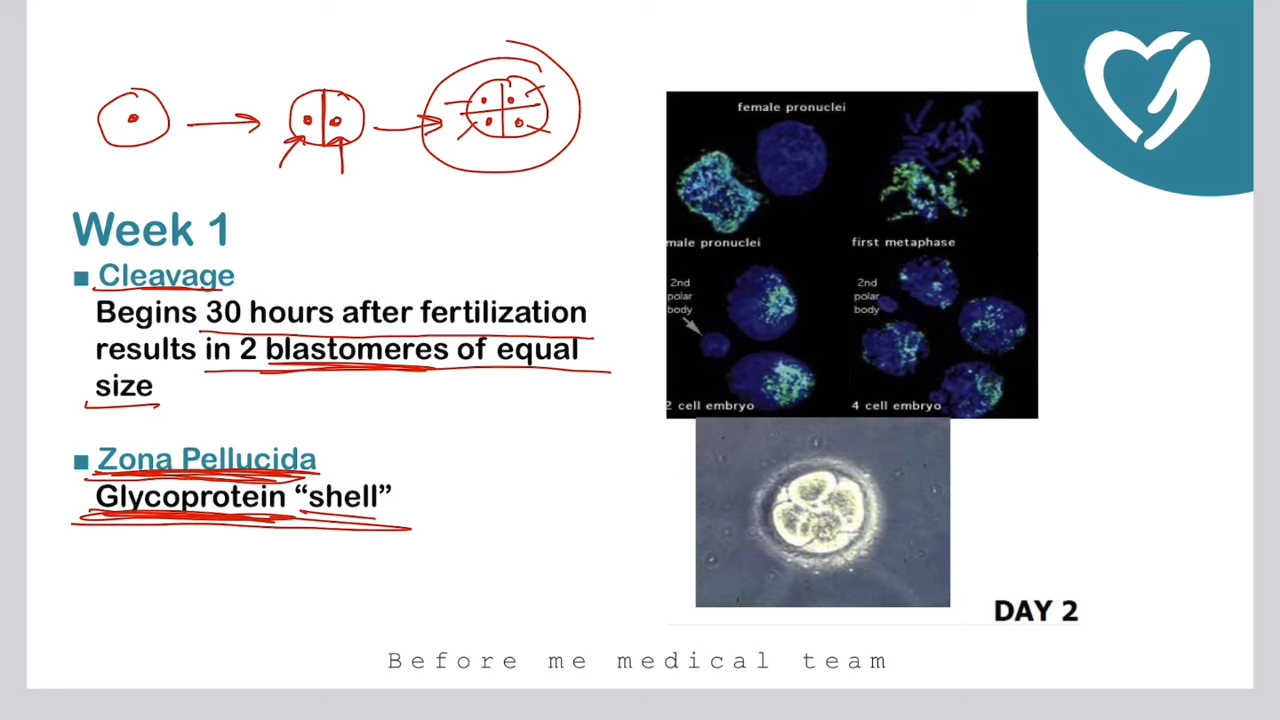 Week 1
■ Cleavage
Begins 30 hours after fertilization
results in 2 blastomeres of equal
size
■ Zona Pellucida
Glycoprotein “shell”
female pronuclei
male pronuclei
first metaphase
2nd
polar
body
2nd
polar
body
2 cell embryo
4 cell embryo
DAY 2
Before me medical team